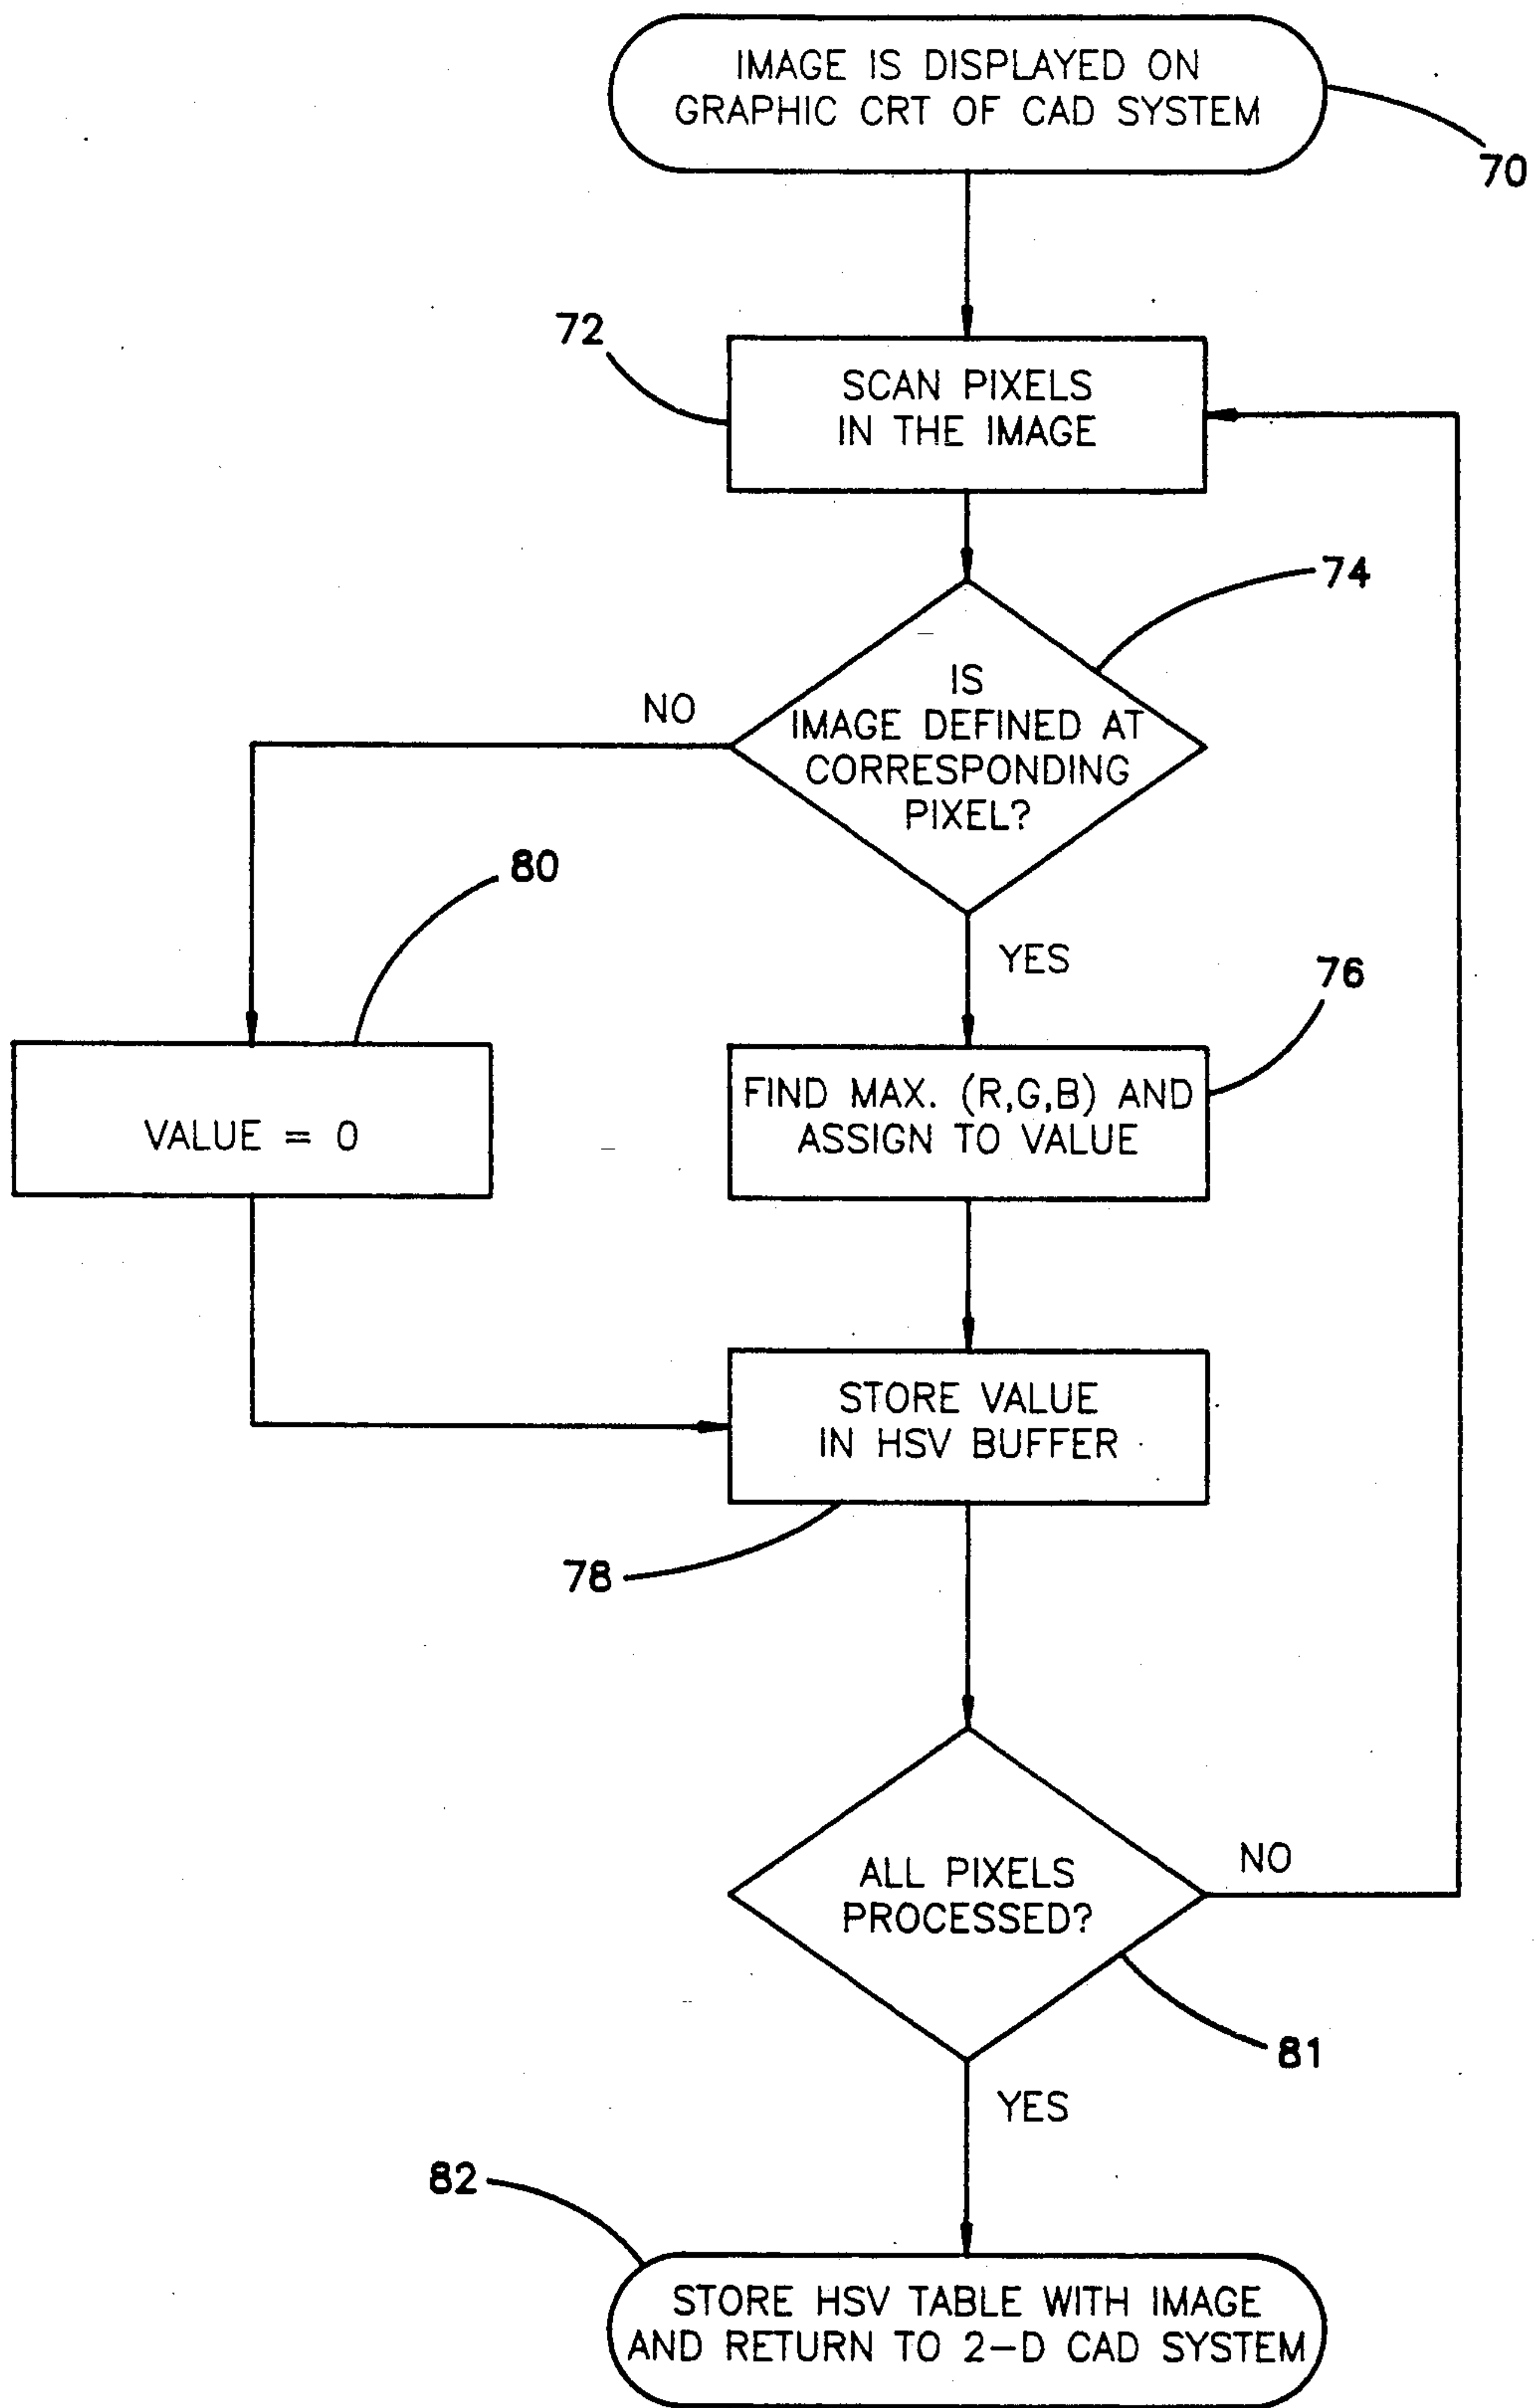 IMAGE IS DISPLAYED ON
GRAPHIC CRT OF CAD SYSTEM
70
72
SCAN PIXELS
IN THE IMAGE
74
IS
IMAGE DEFINED AT
CORRESPONDING
PIXEL?
NO
80
YES
76
VALUE = 0
FIND MAX. (R,G,B) AND
ASSIGN TO VALUE
STORE VALUE
IN HSV BUFFER
78
ALL PIXELS
PROCESSED?
NO
81
YES
82
STORE HSV TABLE WITH IMAGE
AND RETURN TO 2-D CAD SYSTEM